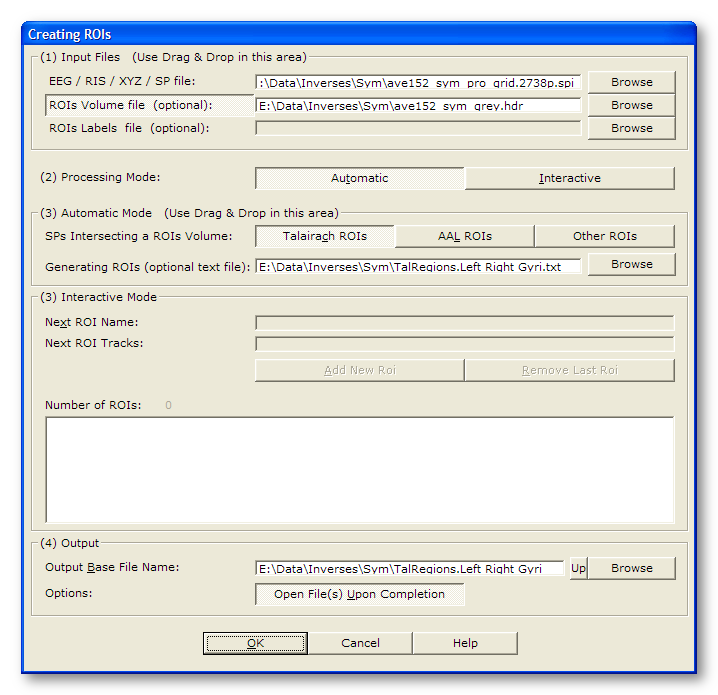 Creating ROIs
(1) Input Files (Use Drag & Drop in this area)
EEG / RIS / XYZ / SP file: :\Data\Inverses\Sym\ave152_sym_pro_grid.2738p.spi Browse
ROIs Volume file (optional): E:\Data\Inverses\Sym\ave152_sym_grey.hdr Browse
ROIs Labels file (optional): Browse
(2) Processing Mode: Automatic Interactive
(3) Automatic Mode (Use Drag & Drop in this area)
SPs Intersecting a ROIs Volume: Talairach ROIs AAL ROIs Other ROIs
Generating ROIs (optional text file): E:\Data\Inverses\Sym\TalRegions.Left Right Gyri.txt Browse
(3) Interactive Mode
Next ROI Name:
Next ROI Tracks:
Add New Roi Remove Last Roi
Number of ROIs: 0
(4) Output
Output Base File Name: E:\Data\Inverses\Sym\TalRegions.Left Right Gyri Up Browse
Options: Open File(s) Upon Completion
OK Cancel Help